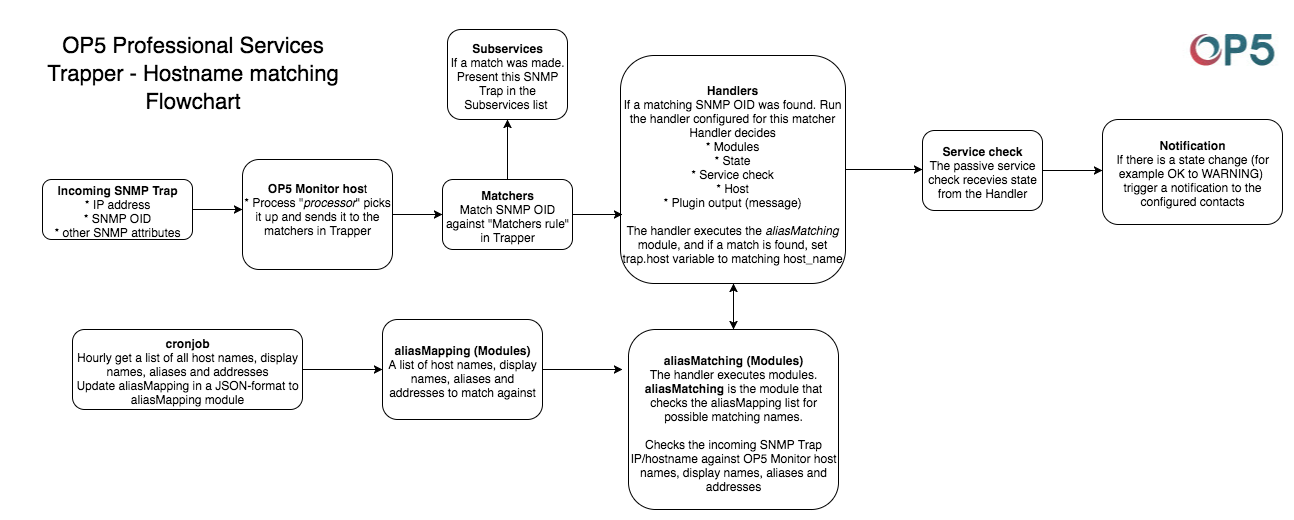 OP5 Professional Services
Trapper - Hostname matching
Flowchart
OP5
Subservices
If a match was made.
Present this SNMP
Trap in the
Subservices list
Incoming SNMP Trap
* IP address
* SNMP OID
* other SNMP attributes
OP5 Monitor host
* Process "processor" picks
it up and sends it to the
matchers in Trapper
Matchers
Match SNMP OID
against "Matchers rule"
in Trapper
Handlers
If a matching SNMP OID was found. Run
the handler configured for this matcher
Handler decides
* Modules
* State
* Service check
* Host
* Plugin output (message)
The handler executes the aliasMatching
module, and if a match is found, set
trap.host variable to matching host_name
Service check
The passive service
check recevies state
from the Handler
Notification
If there is a state change (for
example OK to WARNING)
trigger a notification to the
configured contacts
cronjob
Hourly get a list of all host names, display
names, aliases and addresses
Update aliasMapping in a JSON-format to
aliasMapping module
aliasMapping (Modules)
A list of host names, display
names, aliases and
addresses to match against
aliasMatching (Modules)
The handler executes modules.
aliasMatching is the module that
checks the aliasMapping list for
possible matching names.
Checks the incoming SNMP Trap
IP/hostname against OP5 Monitor host
names, display names, aliases and
addresses